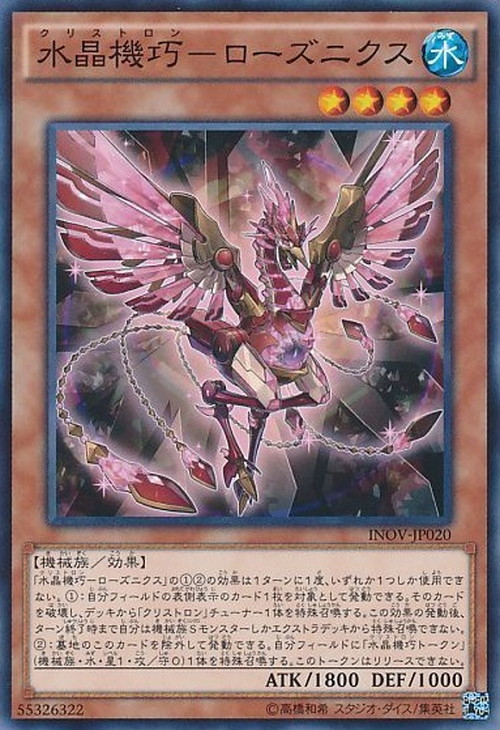 クリストロン
水晶機巧－ローズニクス
水
INOV-JP020
【機械族／効果】
「水晶機巧－ローズニクス」の①②の効果は1ターンに1度、いずれか1つしか使用でき
ない。①：自分フィールドの表側表示のカード1枚を対象として発動できる。そのカード
を破壊し、デッキから「クリストロン」チューナー1体を特殊召喚する。この効果の発動後、
ターン終了時まで自分は機械族Sモンスターしかエクストラデッキから特殊召喚できない。
②：墓地のこのカードを除外して発動できる。自分フィールドに「水晶機巧トークン」
（機械族・水・星1・攻／守0）1体を特殊召喚する。このトークンはリリースできない。
ATK/1800 DEF/1000
55326322
©高橋和希 スタジオ・ダイス/集英社